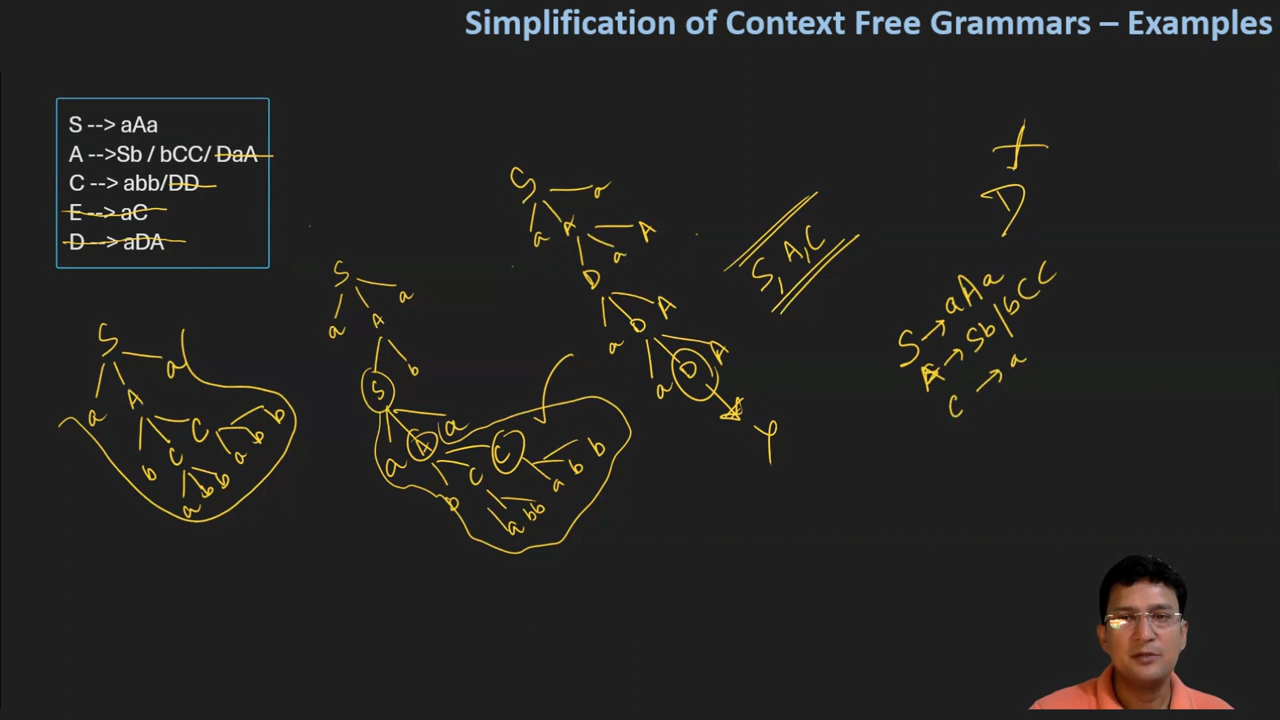 Simplification of Context Free Grammars – Examples
S --> aAa
A -->Sb / bCC/ DaA
C --> abb/DD
E --> aC
D --> aDA
S a
a A
b C C
a b b
a b b
S
a A a
S b
a A a
b C C
a b b
a b b
S a
a A a A
D
a D A
a D A
Y
S, A, C
D
S → aAa
A → Sb/bCC
C → a